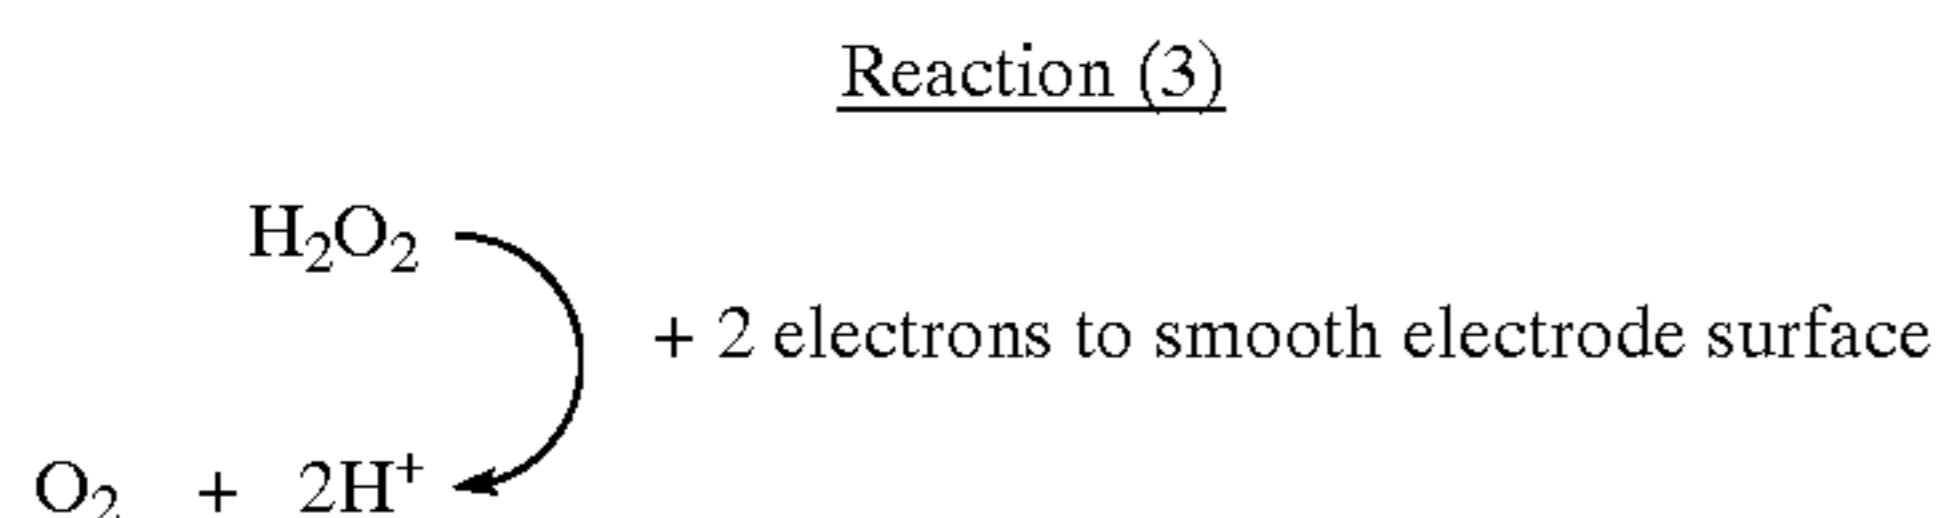 Reaction (3)
H₂O₂
+ 2 electrons to smooth electrode surface
O₂ + 2H⁺